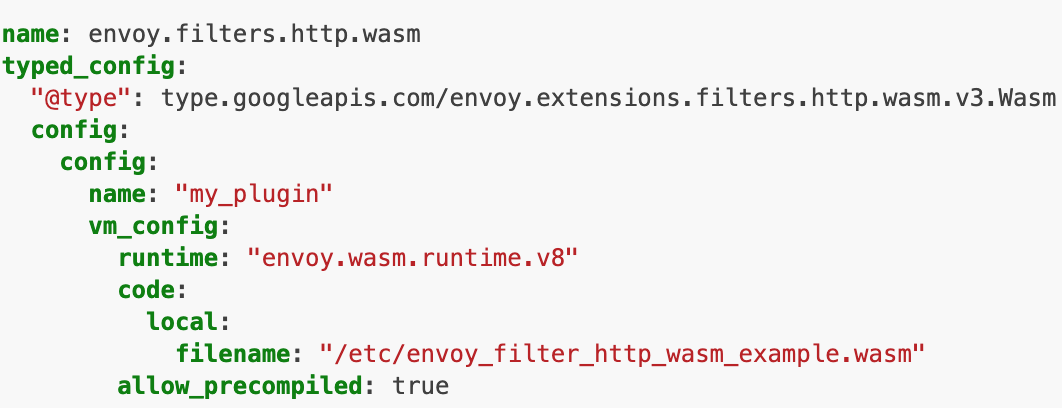 name: envoy.filters.http.wasm
typed_config:
  "@type": type.googleapis.com/envoy.extensions.filters.http.wasm.v3.Wasm
  config:
    config:
      name: "my_plugin"
      vm_config:
        runtime: "envoy.wasm.runtime.v8"
        code:
          local:
            filename: "/etc/envoy_filter_http_wasm_example.wasm"
        allow_precompiled: true